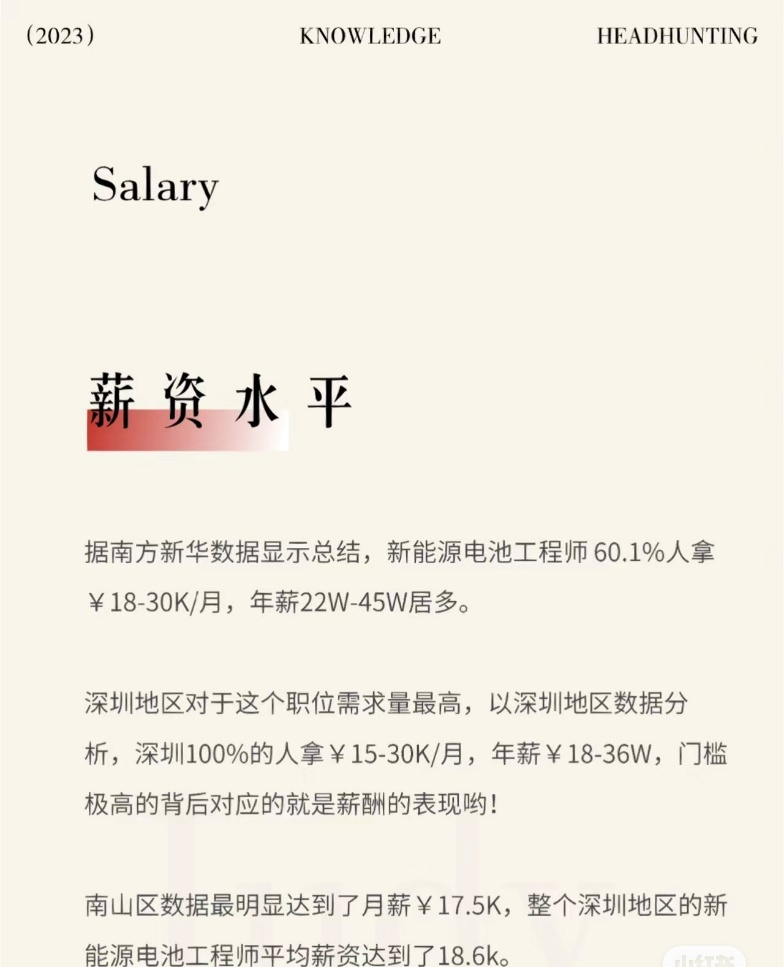 (2023)
KNOWLEDGE
HEADHUNTING
Salary
薪资水平
据南方新华数据显示总结，新能源电池工程师 60.1%人拿
￥18-30K/月，年薪22W-45W居多。
深圳地区对于这个职位需求量最高，以深圳地区数据分
析，深圳100%的人拿￥15-30K/月，年薪￥18-36W，门槛
极高的背后对应的就是薪酬的表现哟！
南山区数据最明显达到了月薪￥17.5K，整个深圳地区的新
能源电池工程师平均薪资达到了18.6k。
小红书